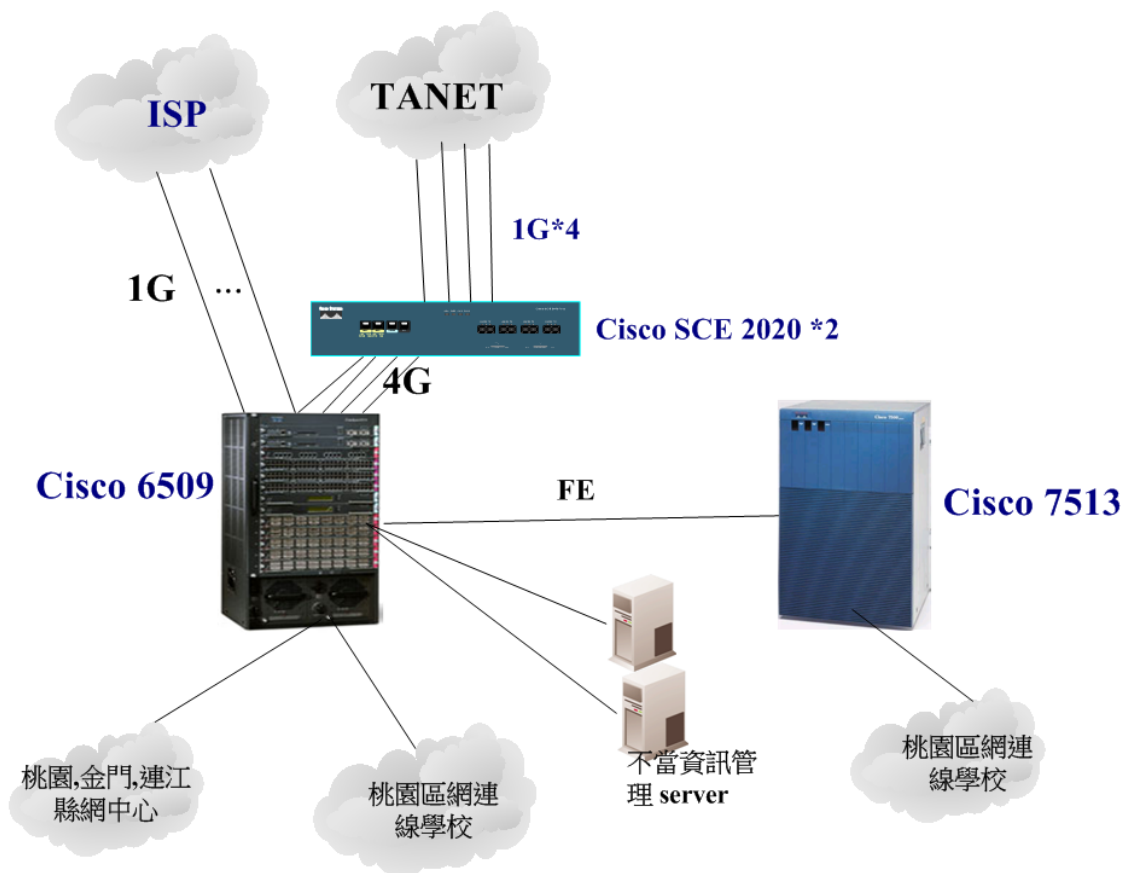 ISP
TANET
1G*4
1G
...
Cisco SCE 2020 *2
4G
Cisco 6509
FE
Cisco 7513
桃園,金門,連江
縣網中心
桃園區網連
線學校
不當資訊管
理 server
桃園區網連
線學校